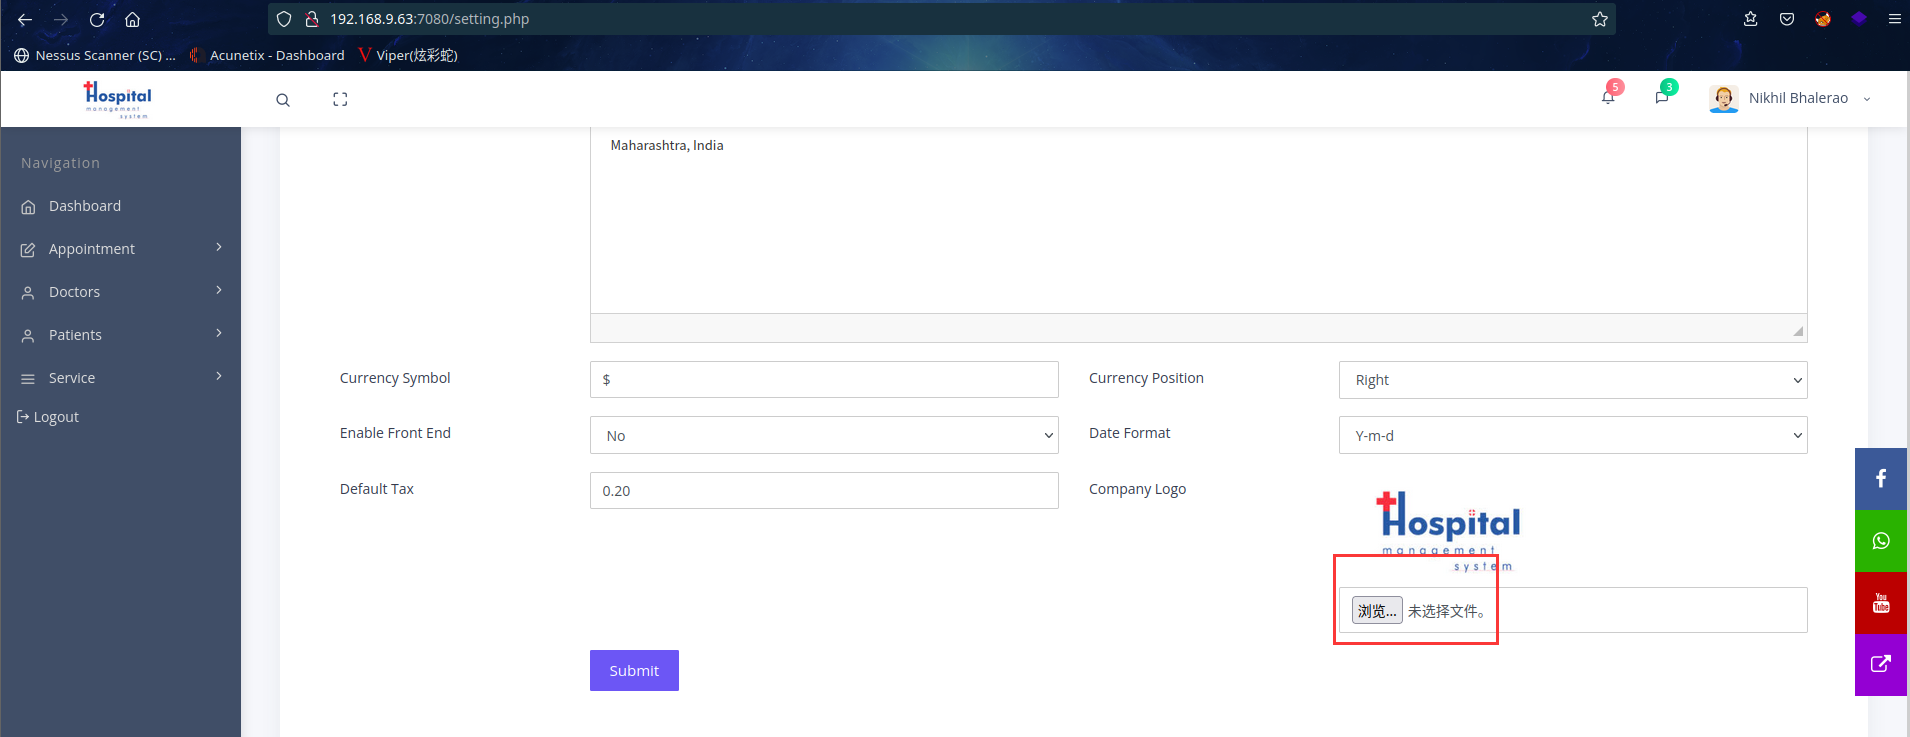 192.168.9.63:7080/setting.php
Nessus Scanner (SC) ...
Acunetix - Dashboard
Viper(炫彩蛇)
Hospital
management
system
5
3
Nikhil Bhalerao
Navigation
Dashboard
Appointment
Doctors
Patients
Service
Logout
Maharashtra, India
Currency Symbol
$
Currency Position
Right
Enable Front End
No
Date Format
Y-m-d
Default Tax
0.20
Company Logo
Hospital
management
system
浏览... 未选择文件。
Submit
You
Tube